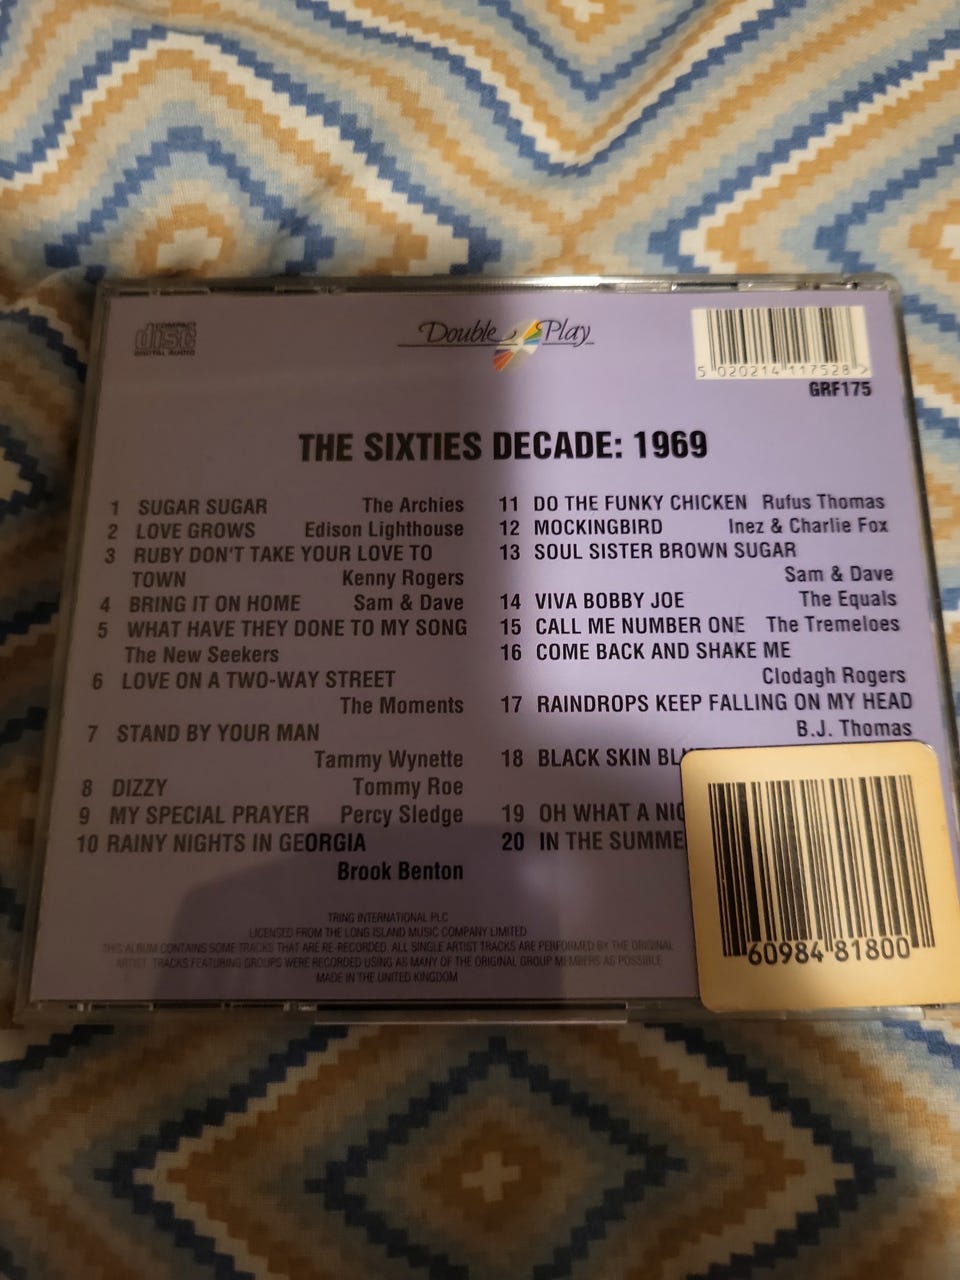 COMPACT
disc
DIGITAL AUDIO
Double Play
5 020214 117528 >
GRF175
THE SIXTIES DECADE: 1969
1 SUGAR SUGAR The Archies
2 LOVE GROWS Edison Lighthouse
3 RUBY DON'T TAKE YOUR LOVE TO
TOWN Kenny Rogers
4 BRING IT ON HOME Sam & Dave
5 WHAT HAVE THEY DONE TO MY SONG
The New Seekers
6 LOVE ON A TWO-WAY STREET
The Moments
7 STAND BY YOUR MAN
Tammy Wynette
8 DIZZY Tommy Roe
9 MY SPECIAL PRAYER Percy Sledge
10 RAINY NIGHTS IN GEORGIA
Brook Benton
11 DO THE FUNKY CHICKEN Rufus Thomas
12 MOCKINGBIRD Inez & Charlie Fox
13 SOUL SISTER BROWN SUGAR
Sam & Dave
14 VIVA BOBBY JOE The Equals
15 CALL ME NUMBER ONE The Tremeloes
16 COME BACK AND SHAKE ME
Clodagh Rogers
17 RAINDROPS KEEP FALLING ON MY HEAD
B.J. Thomas
18 BLACK SKIN
19 OH WHAT A
20 IN THE
TRING INTERNATIONAL PLC
LICENSED FROM THE LONG ISLAND MUSIC COMPANY LIMITED
THIS ALBUM CONTAINS SOME TRACKS THAT ARE RE-RECORDED. ALL SINGLE ARTIST TRACKS ARE PERFORMED BY THE ORIGINAL
ARTIST. TRACKS FEATURING GROUPS WERE RECORDED USING AS MANY OF THE ORIGINAL GROUP MEMBERS AS POSSIBLE
MADE IN THE UNITED KINGDOM
60984 81800